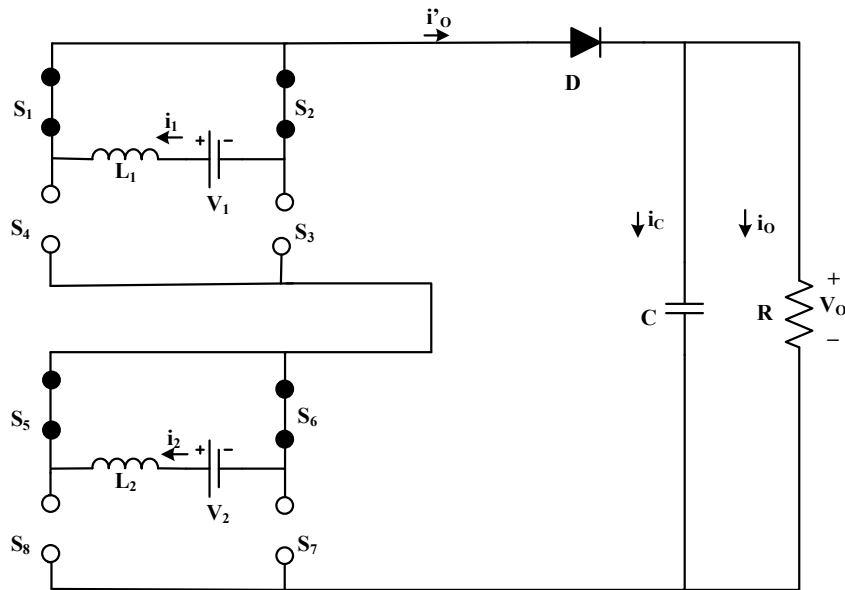 i'O
D
S1
S2
i1
+ −
L1
V1
S4
S3
iC
iO
C
R
+
VO
−
S5
S6
i2
+ −
L2
V2
S8
S7